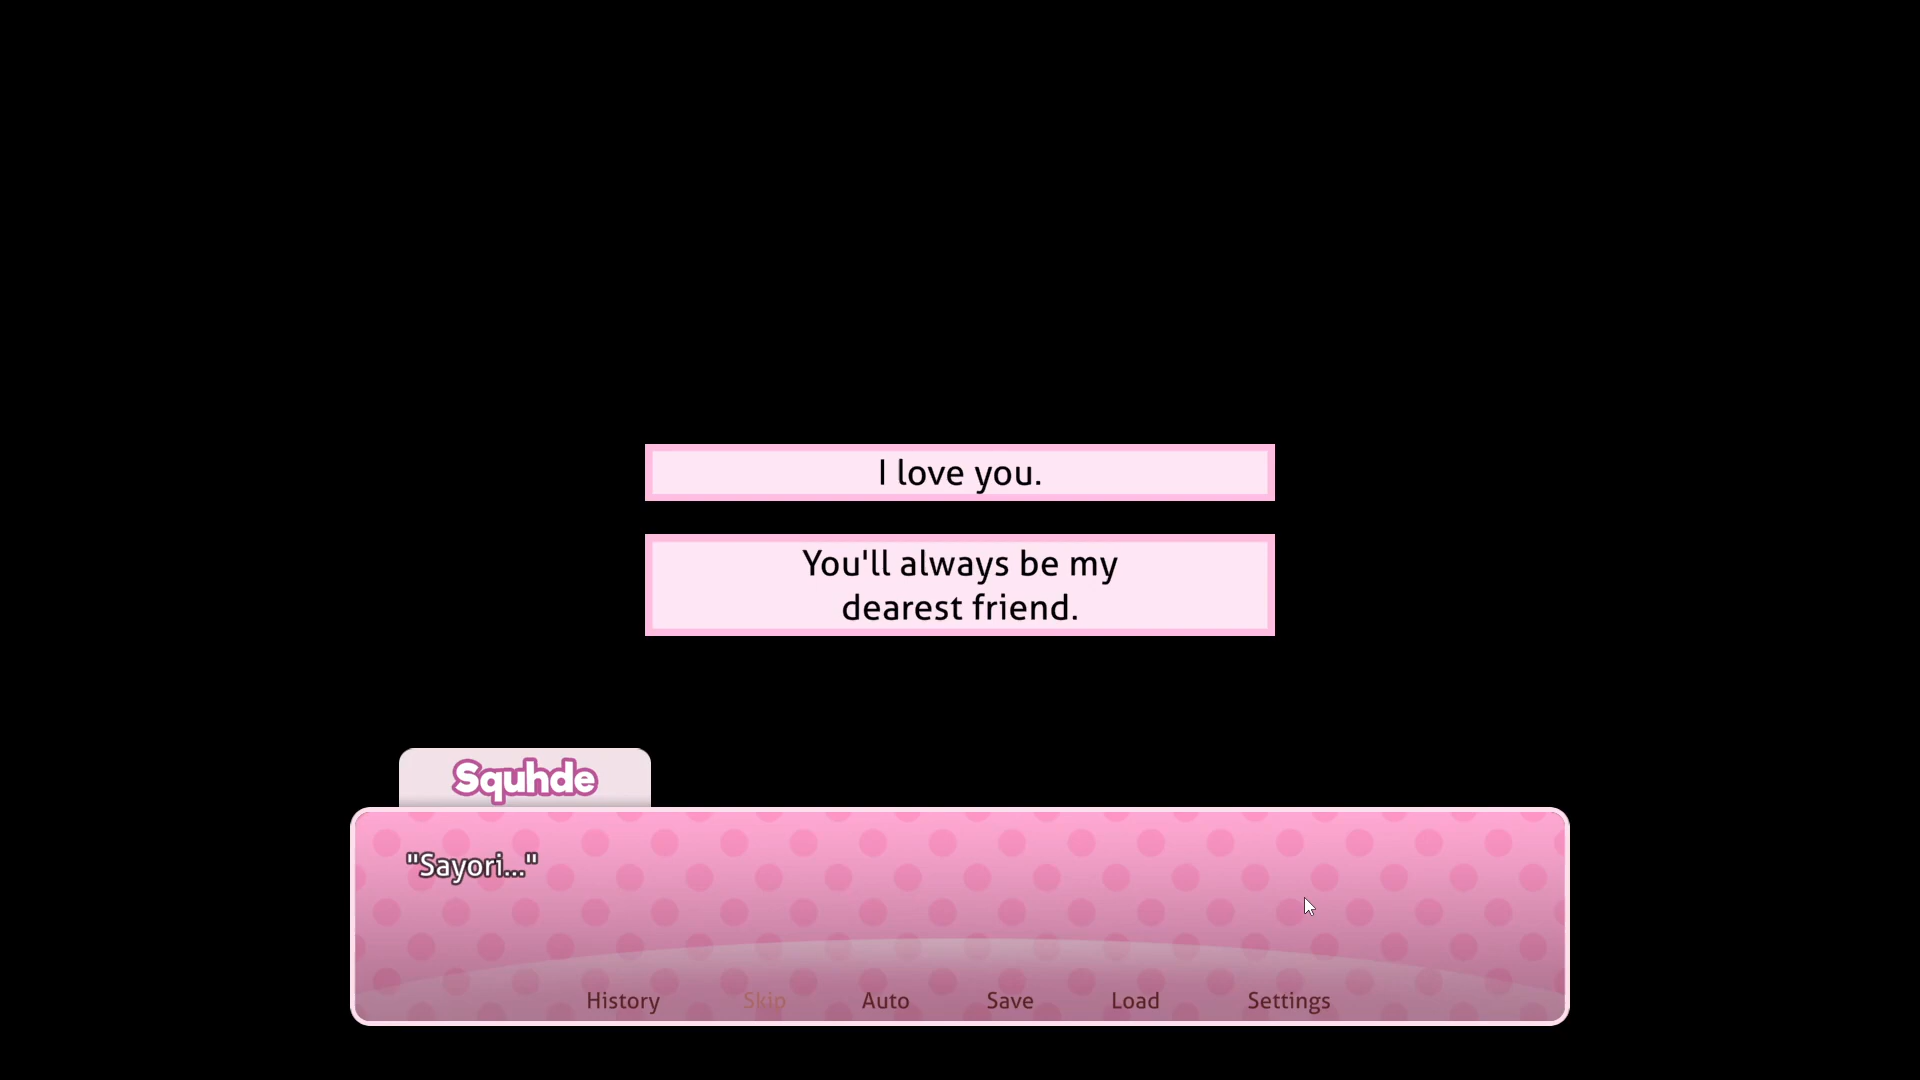 I love you.
You'll always be my
dearest friend.
Squhde
"Sayori..."
History Skip Auto Save Load Settings